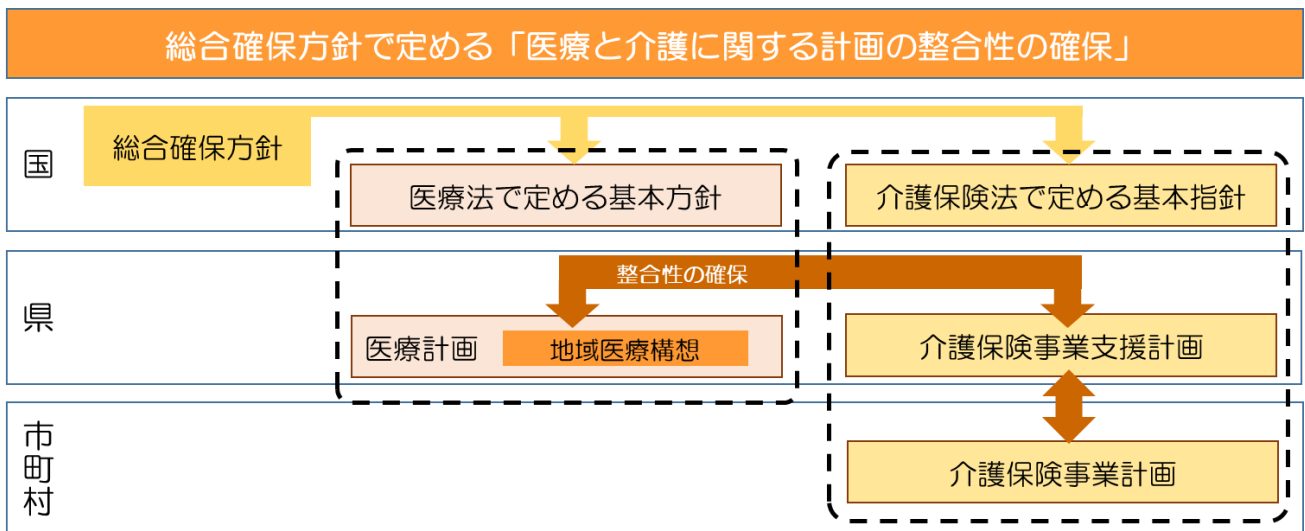 総合確保方針で定める「医療と介護に関する計画の整合性の確保」
国
総合確保方針
医療法で定める基本方針
介護保険法で定める基本指針
県
整合性の確保
医療計画
地域医療構想
介護保険事業支援計画
市町村
介護保険事業計画